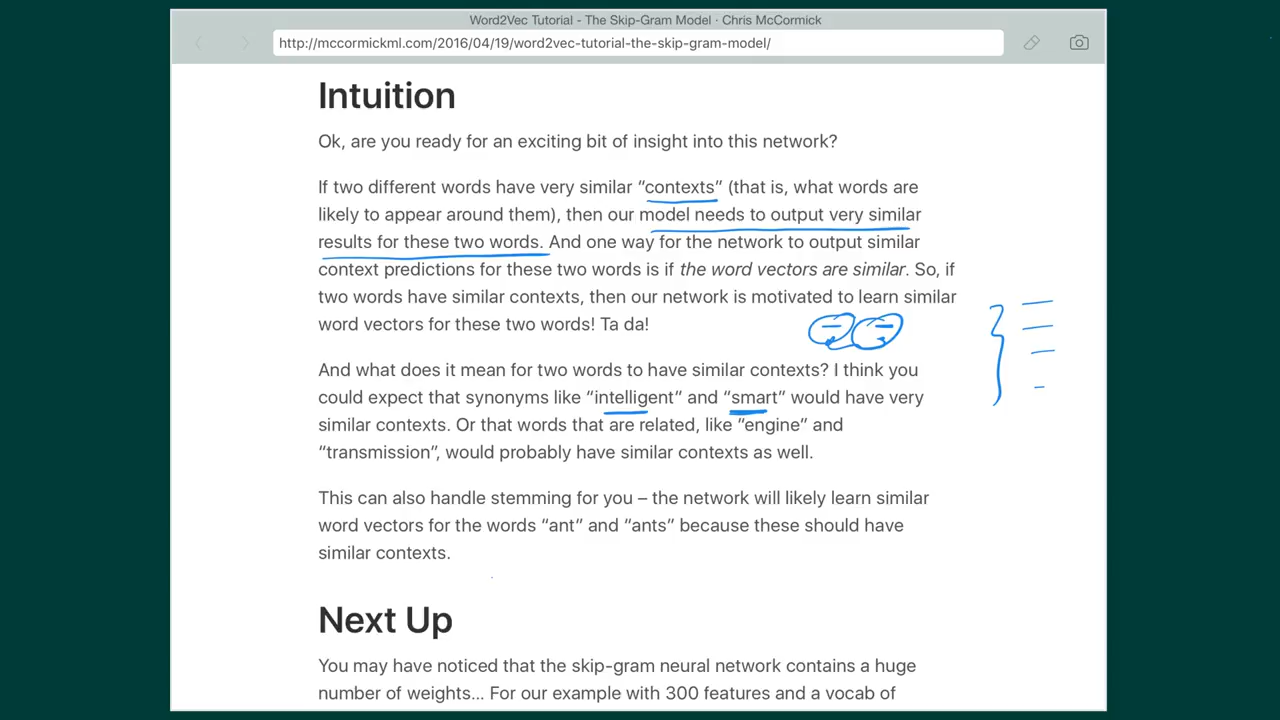 Word2Vec Tutorial - The Skip-Gram Model · Chris McCormick
http://mccormickml.com/2016/04/19/word2vec-tutorial-the-skip-gram-model/
Intuition
Ok, are you ready for an exciting bit of insight into this network?
If two different words have very similar “contexts” (that is, what words are
likely to appear around them), then our model needs to output very similar
results for these two words. And one way for the network to output similar
context predictions for these two words is if the word vectors are similar. So, if
two words have similar contexts, then our network is motivated to learn similar
word vectors for these two words! Ta da!
And what does it mean for two words to have similar contexts? I think you
could expect that synonyms like “intelligent” and “smart” would have very
similar contexts. Or that words that are related, like “engine” and
“transmission”, would probably have similar contexts as well.
This can also handle stemming for you – the network will likely learn similar
word vectors for the words “ant” and “ants” because these should have
similar contexts.
Next Up
You may have noticed that the skip-gram neural network contains a huge
number of weights… For our example with 300 features and a vocab of